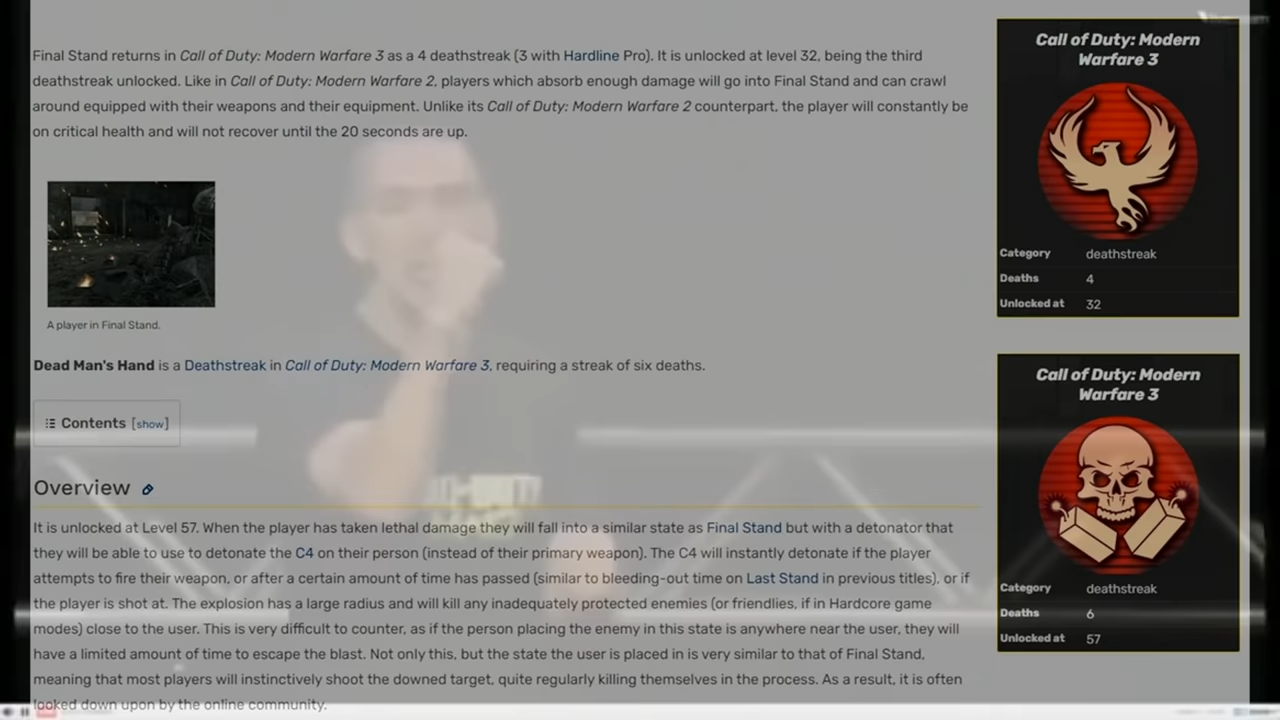 Final Stand returns in Call of Duty: Modern Warfare 3 as a 4 deathstreak (3 with Hardline Pro). It is unlocked at level 32, being the third
deathstreak unlocked. Like in Call of Duty: Modern Warfare 2, players which absorb enough damage will go into Final Stand and can crawl
around equipped with their weapons and their equipment. Unlike its Call of Duty: Modern Warfare 2 counterpart, the player will constantly be
on critical health and will not recover until the 20 seconds are up.
A player in Final Stand.
Call of Duty: Modern
Warfare 3
Category deathstreak
Deaths 4
Unlocked at 32
Dead Man's Hand is a Deathstreak in Call of Duty: Modern Warfare 3, requiring a streak of six deaths.
Contents [show]
Overview
It is unlocked at Level 57. When the player has taken lethal damage they will fall into a similar state as Final Stand but with a detonator that
they will be able to use to detonate the C4 on their person (instead of their primary weapon). The C4 will instantly detonate if the player
attempts to fire their weapon, or after a certain amount of time has passed (similar to bleeding-out time on Last Stand in previous titles), or if
the player is shot at. The explosion has a large radius and will kill any inadequately protected enemies (or friendlies, if in Hardcore game
modes) close to the user. This is very difficult to counter, as if the person placing the enemy in this state is anywhere near the user, they will
have a limited amount of time to escape the blast. Not only this, but the state the user is placed in is very similar to that of Final Stand,
meaning that most players will instinctively shoot the downed target, quite regularly killing themselves in the process. As a result, it is often
looked down upon by the online community.
Call of Duty: Modern
Warfare 3
Category deathstreak
Deaths 6
Unlocked at 57